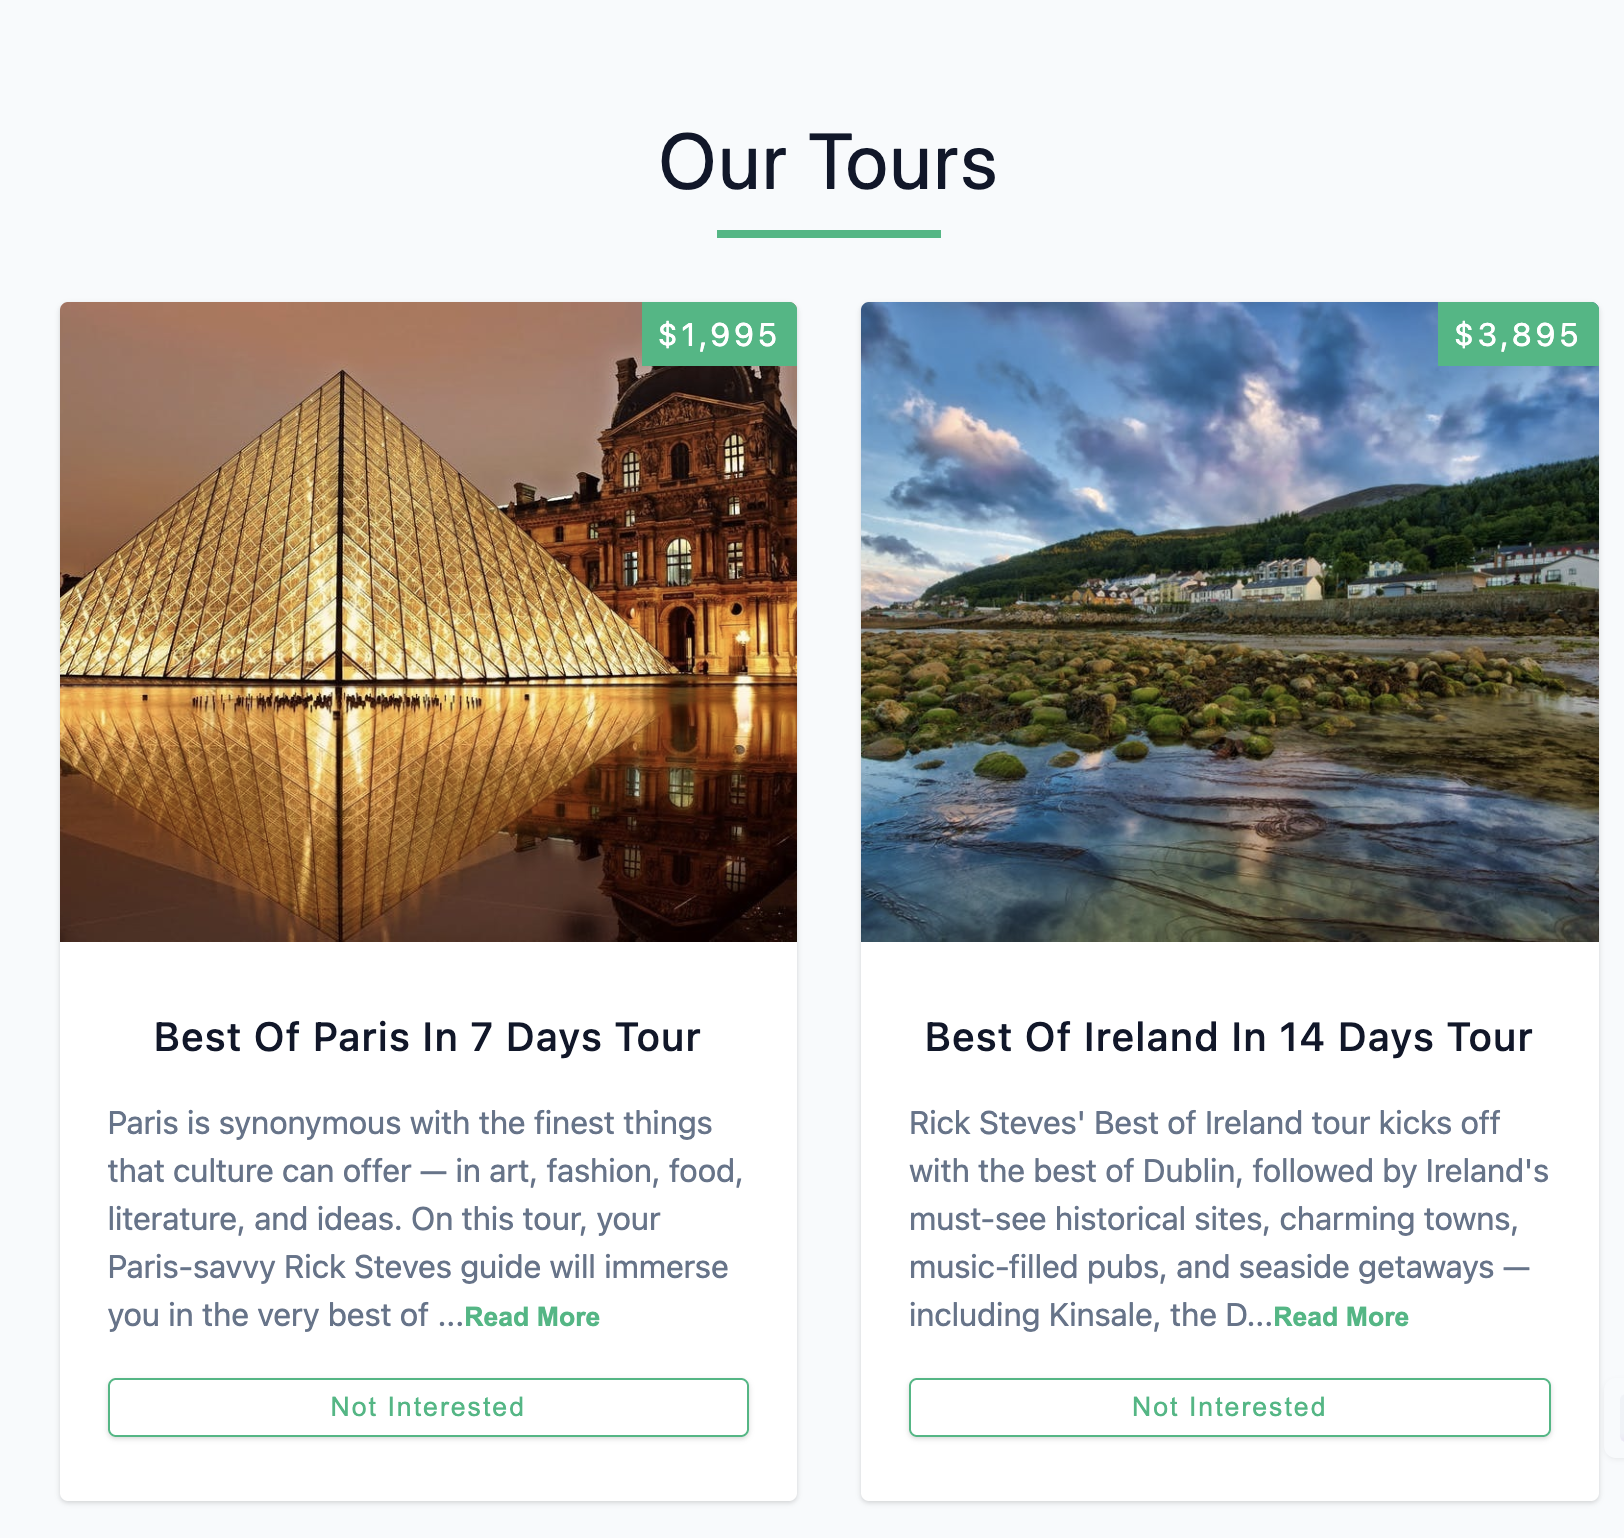 Our Tours
$1,995
$3,895
Best Of Paris In 7 Days Tour
Paris is synonymous with the finest things
that culture can offer — in art, fashion, food,
literature, and ideas. On this tour, your
Paris-savvy Rick Steves guide will immerse
you in the very best of ...Read More
Not Interested
Best Of Ireland In 14 Days Tour
Rick Steves' Best of Ireland tour kicks off
with the best of Dublin, followed by Ireland's
must-see historical sites, charming towns,
music-filled pubs, and seaside getaways —
including Kinsale, the D...Read More
Not Interested